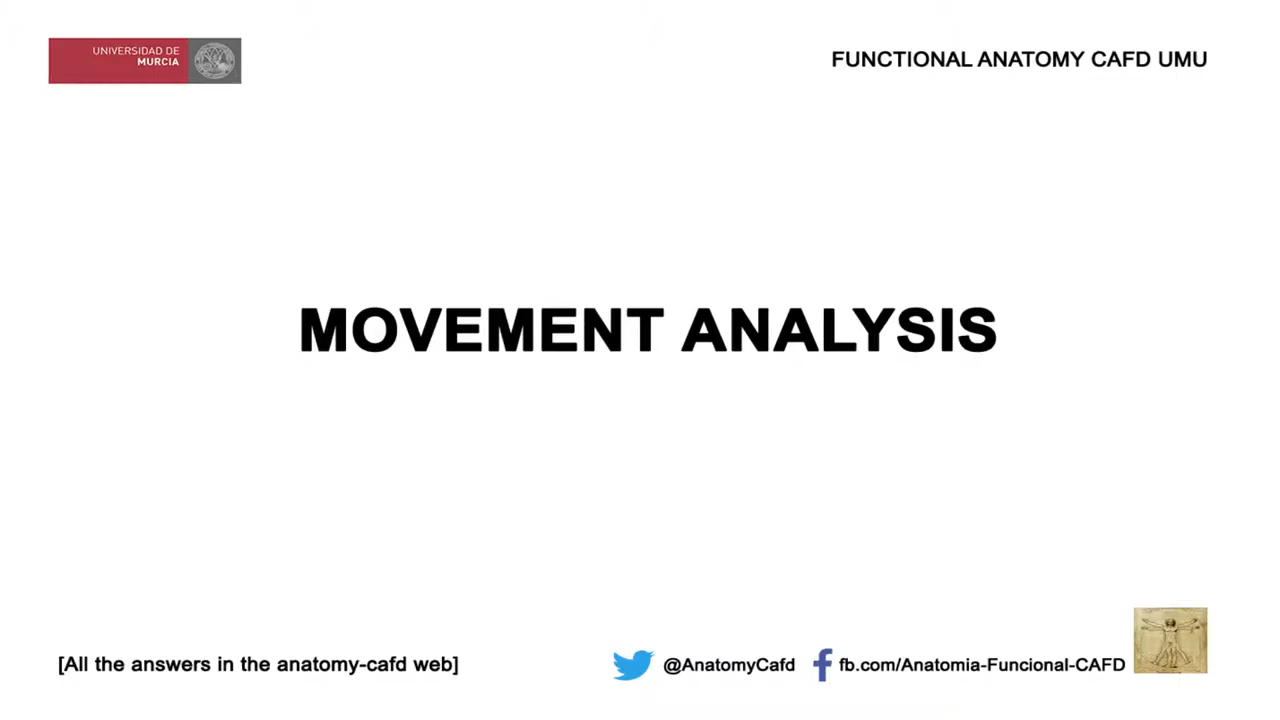 UNIVERSIDAD DE
MURCIA
FUNCTIONAL ANATOMY CAFD UMU
MOVEMENT ANALYSIS
[All the answers in the anatomy-cafd web]
@AnatomyCafd
fb.com/Anatomia-Funcional-CAFD